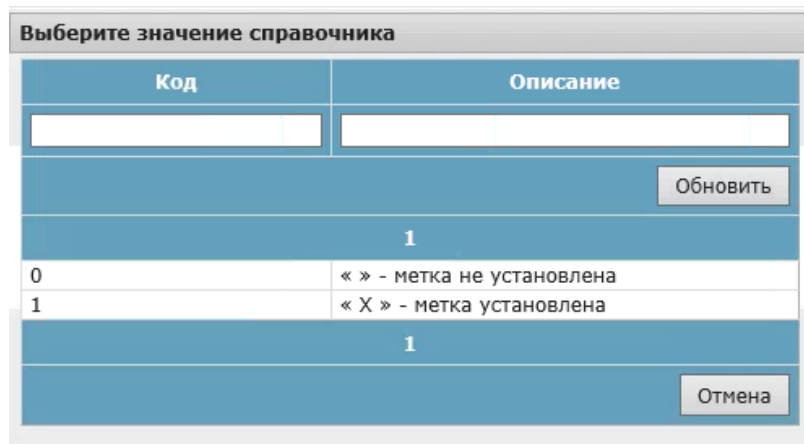 Выберите значение справочника
Код Описание
Обновить
1
0 « » - метка не установлена
1 « X » - метка установлена
1
Отмена